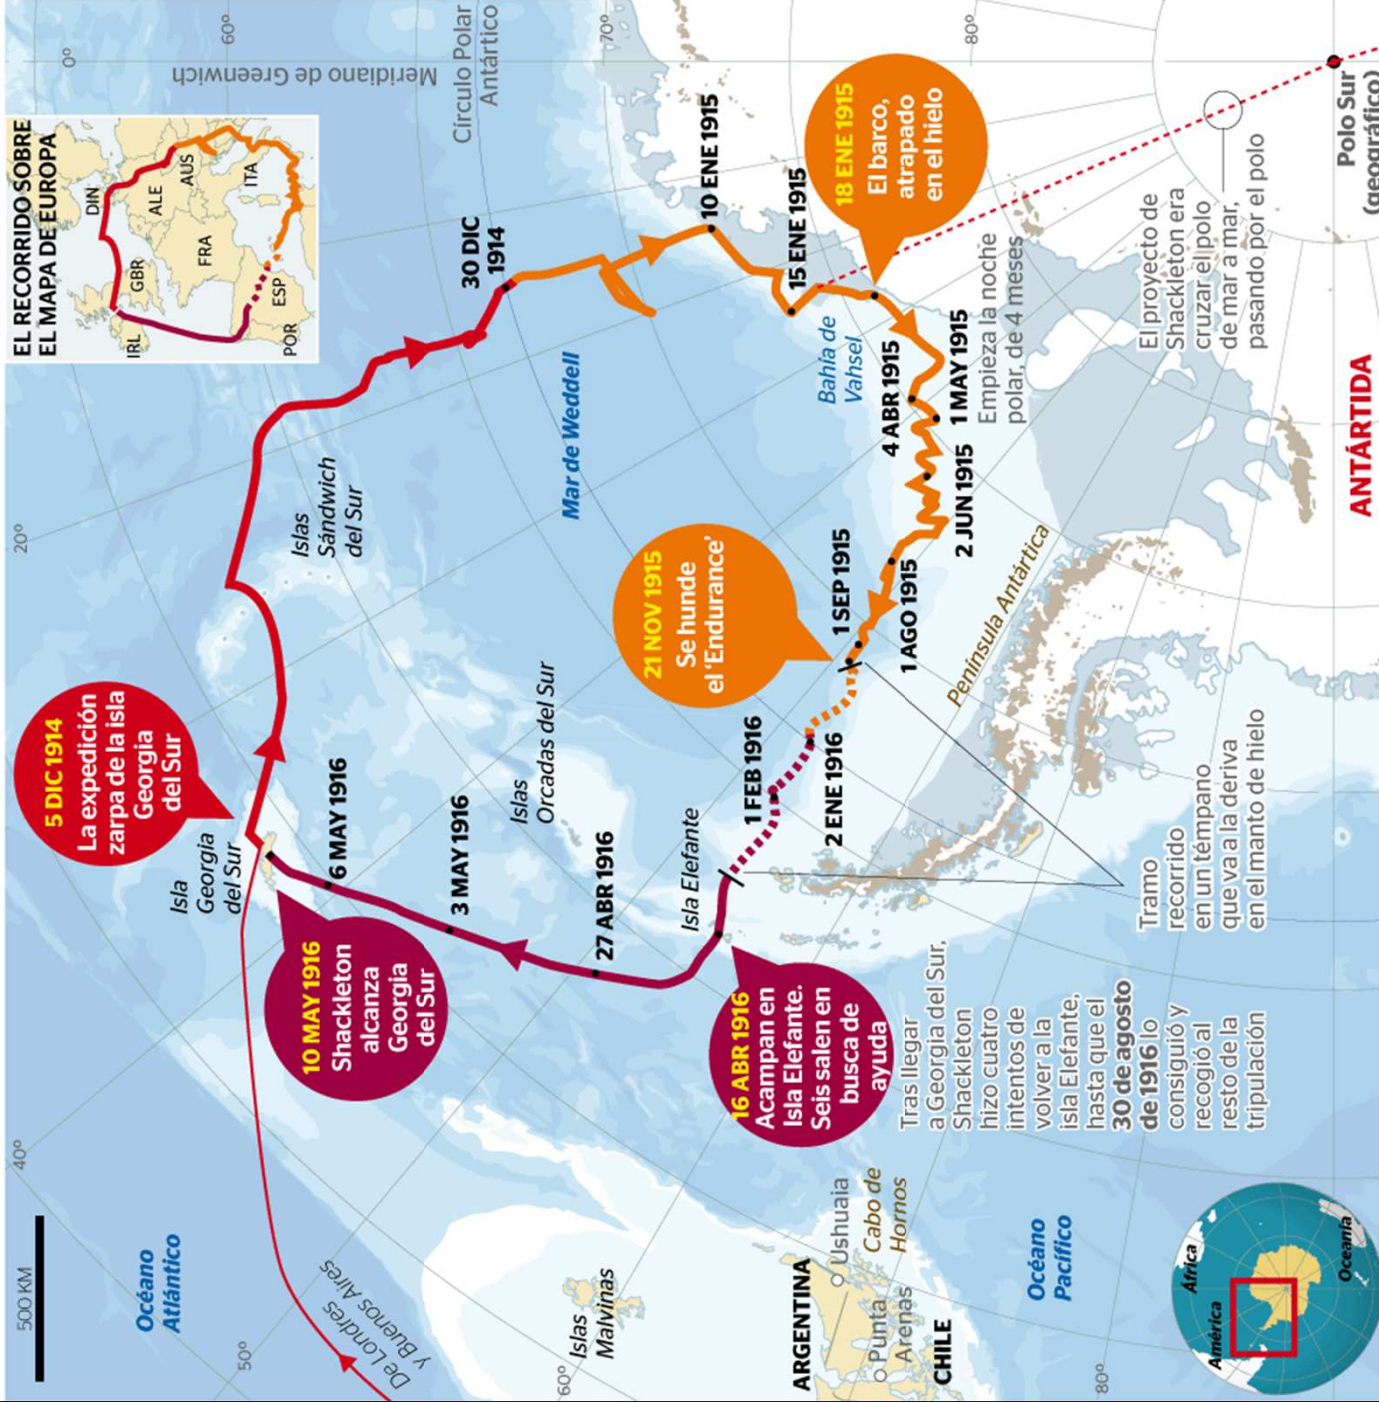 500 KM
Océano
Atlántico
De Londres
y Buenos Aires
50°
40°
20°
0°
60°
Meridiano de Greenwich
Círculo Polar
Antártico
70°
80°
60°
80°
EL RECORRIDO SOBRE
EL MAPA DE EUROPA
IRL
GBR
DIN
ALE
AUS
FRA
ITA
ESP
POR
5 DIC 1914
La expedición
zarpa de la isla
Georgia
del Sur
Isla
Georgia
del Sur
Islas
Sándwich
del Sur
30 DIC
1914
Mar de Weddell
10 ENE 1915
15 ENE 1915
Bahía de
Vahsel
18 ENE 1915
El barco,
atrapado
en el hielo
4 ABR 1915
1 MAY 1915
Empieza la noche
polar, de 4 meses
2 JUN 1915
1 AGO 1915
1 SEP 1915
21 NOV 1915
Se hunde
el ‘Endurance’
2 ENE 1916
1 FEB 1916
Isla Elefante
16 ABR 1916
Acampan en
Isla Elefante.
Seis salen en
busca de
ayuda
27 ABR 1916
3 MAY 1916
6 MAY 1916
10 MAY 1916
Shackleton
alcanza
Georgia
del Sur
Islas
Orcadas del Sur
Islas
Malvinas
ARGENTINA
Ushuaia
Cabo de
Hornos
Punta
Arenas
CHILE
Océano
Pacífico
Tras llegar
a Georgia del Sur,
Shackleton
hizo cuatro
intentos de
volver a la
isla Elefante,
hasta que el
30 de agosto
de 1916 lo
consiguió y
recogió al
resto de la
tripulación
Tramo
recorrido
en un témpano
que va a la deriva
en el manto de hielo
Península Antártica
El proyecto de
Shackleton era
cruzar el polo
de mar a mar,
pasando por el polo
Polo Sur
(geográfico)
ANTÁRTIDA
América
África
Oceanía